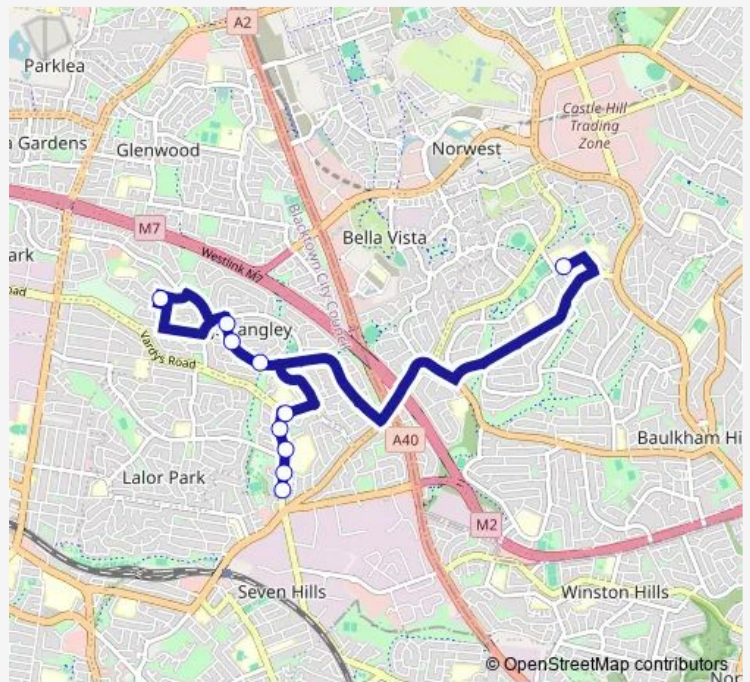 A2
Parklea
Castle Hill
Trading
Zone
a Gardens
Glenwood
Norwest
M7
Blacktown City Council
Bella Vista
Westlink M7
ark
oad
angley
Vardys Road
A40
Baulkham Hi
Lalor Park
M2
Seven Hills
Winston Hills
© OpenStreetMap contributors
Nor